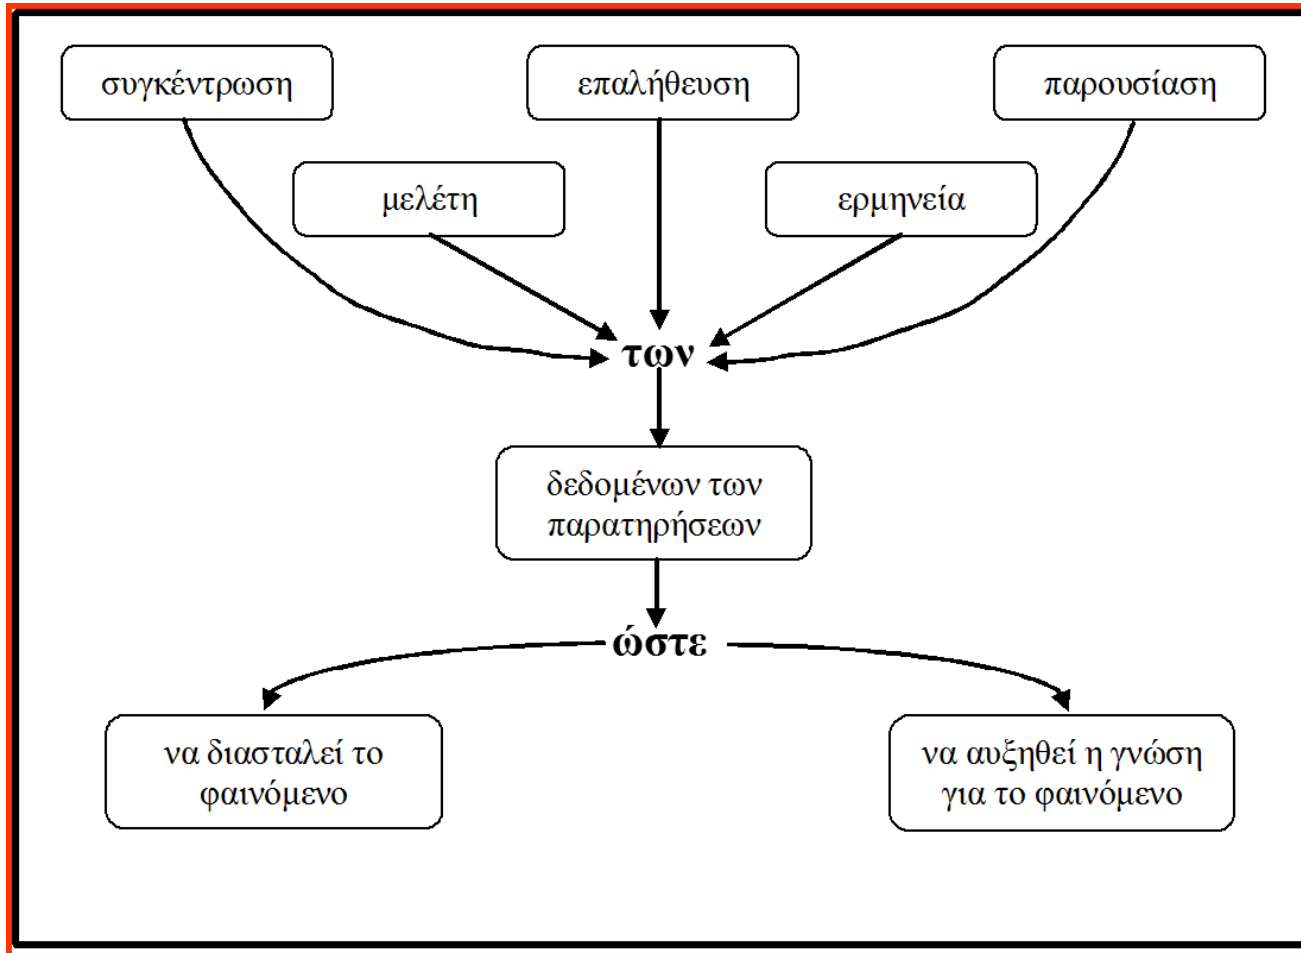 συγκέντρωση
επαλήθευση
παρουσίαση
μελέτη
ερμηνεία
των
δεδομένων των
παρατηρήσεων
ώστε
να διασταλεί το
φαινόμενο
να αυξηθεί η γνώση
για το φαινόμενο